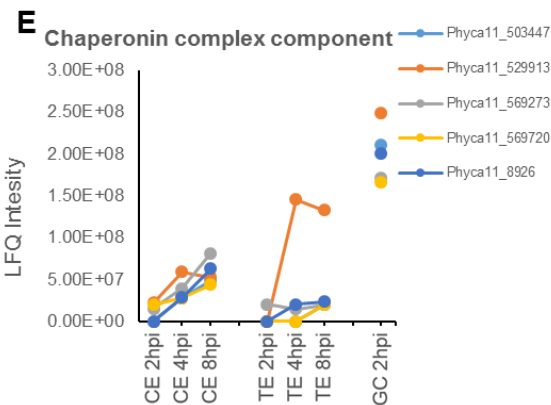 E
Chaperonin complex component
Phyca11_503447
Phyca11_529913
Phyca11_569273
Phyca11_569720
Phyca11_8926
LFQ Intesity
3.00E+08
2.50E+08
2.00E+08
1.50E+08
1.00E+08
5.00E+07
0.00E+00
CE 2hpi
CE 4hpi
CE 8hpi
TE 2hpi
TE 4hpi
TE 8hpi
GC 2hpi